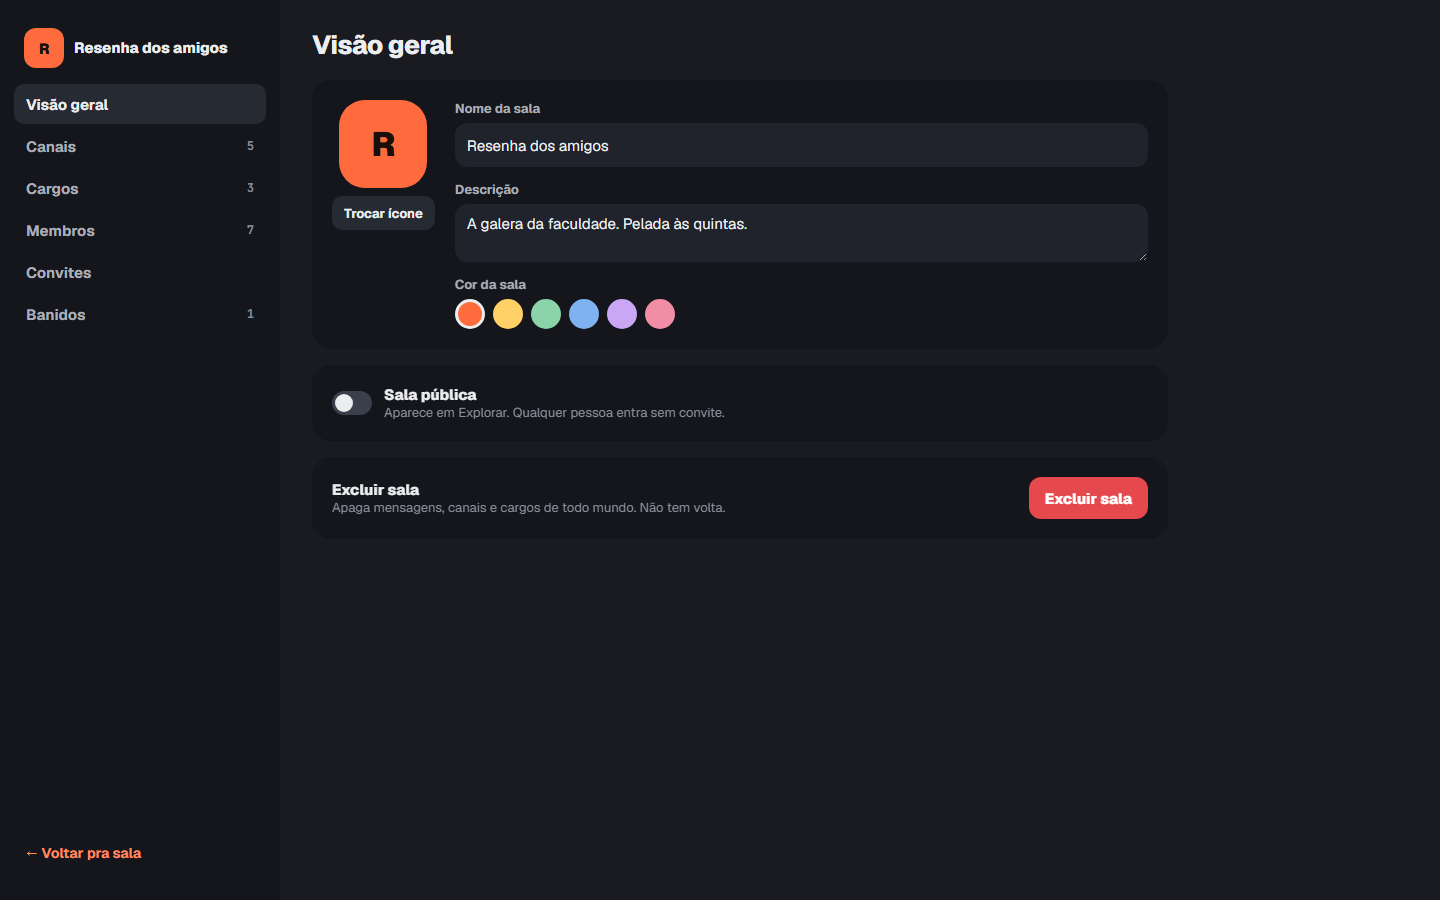 R
Resenha dos amigos
Visão geral
Canais 5
Cargos 3
Membros 7
Convites
Banidos 1
← Voltar pra sala
Visão geral
R
Trocar ícone
Nome da sala
Resenha dos amigos
Descrição
A galera da faculdade. Pelada às quintas.
Cor da sala
Sala pública
Aparece em Explorar. Qualquer pessoa entra sem convite.
Excluir sala
Apaga mensagens, canais e cargos de todo mundo. Não tem volta.
Excluir sala